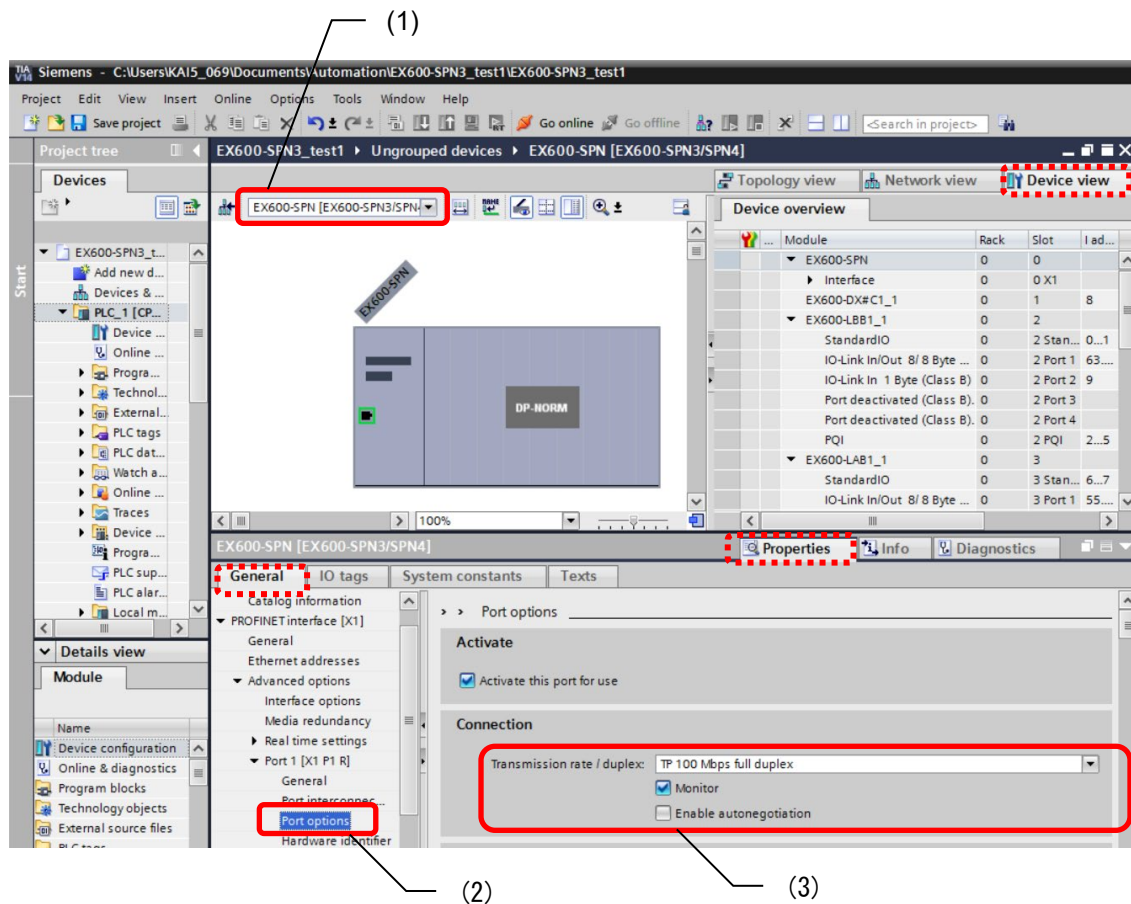 (1)
TIA V14 Siemens - C:\Users\KAI5_069\Documents\Automation\EX600-SPN3_test1\EX600-SPN3_test1
Project Edit View Insert Online Options Tools Window Help
Save project Go online Go offline <Search in project>
Project tree
EX600-SPN3_test1 EX600-SPN [EX600-SPN3/SPN4] Ungrouped devices
Devices
Topology view Network view Device view
EX600-SPN [EX600-SPN3/SPN4
Device overview
... Module Rack Slot I ad...
EX600-SPN 0 0
Interface 0 0 X1
EX600-DX#C1_1 0 1 8
EX600-LBB1_1 0 2
StandardIO 0 2 Stan... 0...1
IO-Link In/Out 8/ 8 Byte ... 0 2 Port 1 63....
IO-Link In 1 Byte (Class B) 0 2 Port 2 9
Port deactivated (Class B). 0 2 Port 3
Port deactivated (Class B). 0 2 Port 4
PQI 0 2 PQI 2...5
EX600-LAB1_1 0 3
StandardIO 0 3 Stan... 6...7
IO-Link In/Out 8/ 8 Byte ... 0 3 Port 1 55....
Start
EX600-SPN3_t...
Add new d...
Devices & ...
PLC_1 [CP...
Device ...
Online ...
Progra...
Technol...
External...
PLC tags
PLC dat...
Watch a...
Online ...
Traces
Device ...
Progra...
PLC sup...
PLC alar...
Local m...
EX600-SPN
DP-NORM
100%
EX600-SPN [EX600-SPN3/SPN4]
Properties Info Diagnostics
General IO tags System constants Texts
Catalog information
PROFINET interface [X1]
General
Ethernet addresses
Advanced options
Interface options
Media redundancy
Real time settings
Port 1 [X1 P1 R]
General
Port interconnec...
Port options
Hardware identifier
Port options
Activate
Activate this port for use
Connection
Transmission rate / duplex: TP 100 Mbps full duplex
Monitor
Enable autonegotiation
Details view
Module
Name
Device configuration
Online & diagnostics
Program blocks
Technology objects
External source files
PLC tags
(2)
(3)